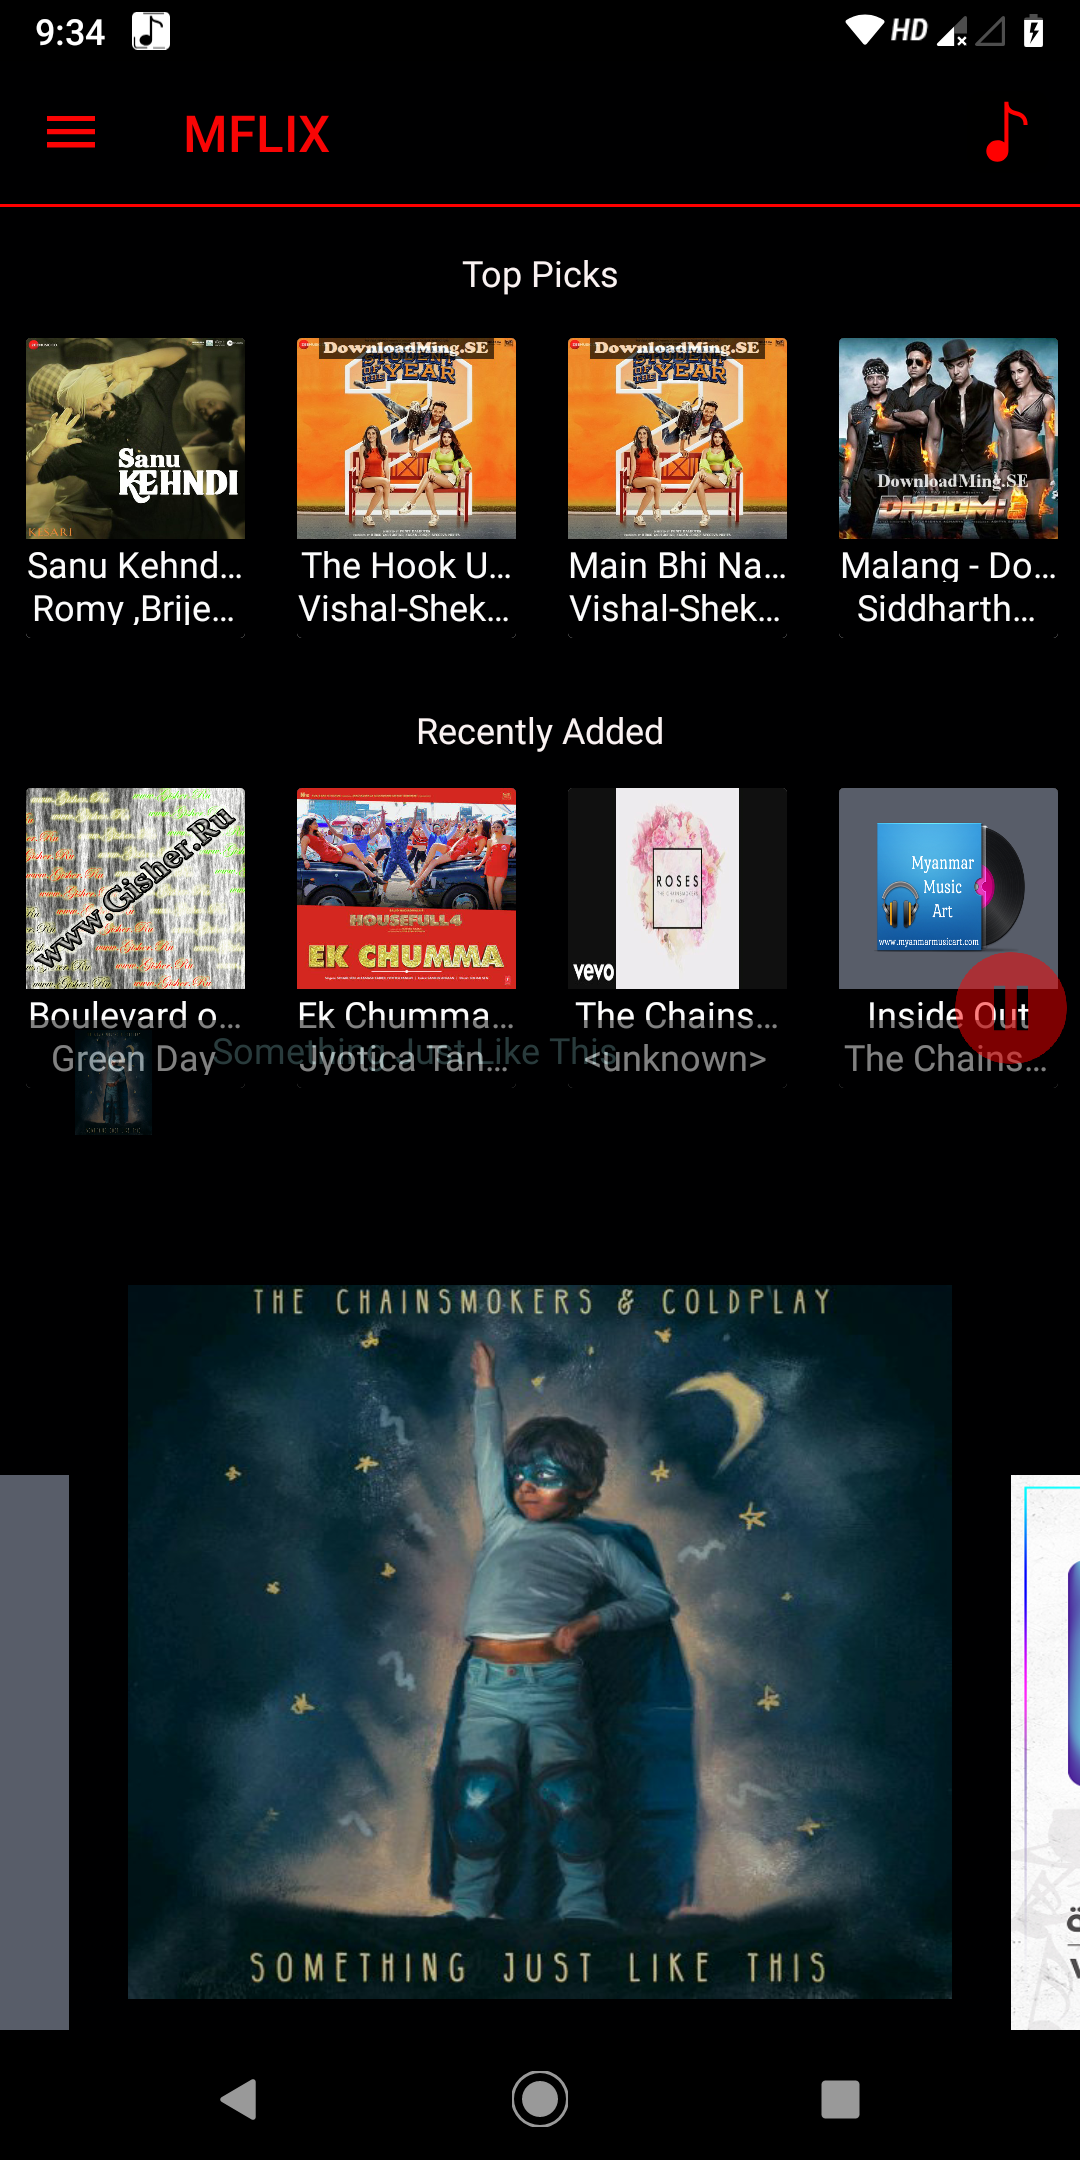 9:34
HD
MFLIX
Top Picks
Sanu
KEHNDI
KESARI
DownloadMing.SE
STUDENT
OF THE YEAR
2
DownloadMing.SE
STUDENT
OF THE YEAR
2
DownloadMing.SE
DHOOM:3
Sanu Kehnd...
The Hook U...
Main Bhi Na...
Malang - Do...
Romy ,Brije...
Vishal-Shek...
Vishal-Shek...
Siddharth...
Recently Added
www.Gisher.Ru
HOUSEFULL4
EK CHUMMA
ROSES
vevo
Myanmar
Music
Art
www.myanmarmusicart.com
Boulevard o...
Ek Chumma...
The Chains...
Inside Out
Green Day
Jyotica Tan...
<unknown>
The Chains...
Something Just Like This
THE CHAINSMOKERS & COLDPLAY
SOMETHING JUST LIKE THIS